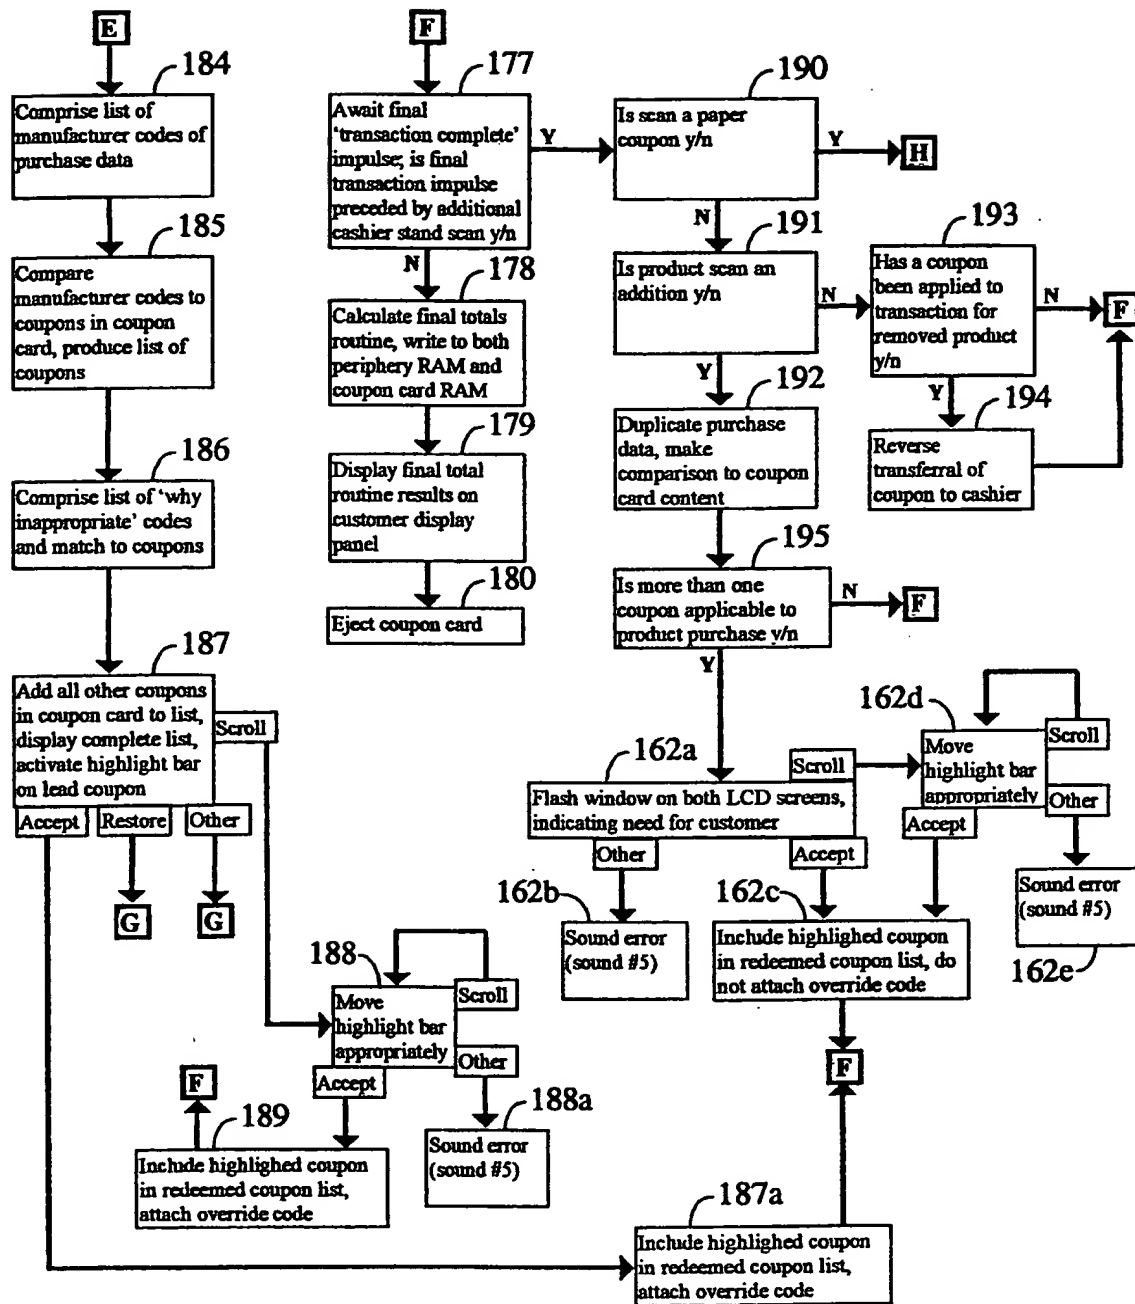 E
184
Comprise list of
manufacturer codes of
purchase data
185
Compare
manufacturer codes to
coupons in coupon
card, produce list of
coupons
186
Comprise list of ‘why
inappropriate’ codes
and match to coupons
187
Add all other coupons
in coupon card to list,
display complete list,
activate highlight bar
on lead coupon
Scroll
Accept
Restore
Other
G
G
188
Move
highlight bar
appropriately
Scroll
Other
Accept
188a
Sound error
(sound #5)
F
189
Include highlighed coupon
in redeemed coupon list,
attach override code
F
177
Await final
‘transaction complete’
impulse; is final
transaction impulse
preceded by additional
cashier stand scan y/n
Y
N
178
Calculate final totals
routine, write to both
periphery RAM and
coupon card RAM
179
Display final total
routine results on
customer display
panel
180
Eject coupon card
190
Is scan a paper
coupon y/n
Y
H
N
191
Is product scan an
addition y/n
N
Y
193
Has a coupon
been applied to
transaction for
removed product
y/n
N
F
Y
194
Reverse
transferral of
coupon to cashier
192
Duplicate purchase
data, make
comparison to coupon
card content
195
Is more than one
coupon applicable to
product purchase y/n
N
F
Y
162a
Scroll
Flash window on both LCD screens,
indicating need for customer
Other
Accept
162b
Sound error
(sound #5)
162c
Include highlighed coupon
in redeemed coupon list, do
not attach override code
162d
Move
highlight bar
appropriately
Scroll
Other
Accept
Sound error
(sound #5)
162e
F
187a
Include highlighed coupon
in redeemed coupon list,
attach override code